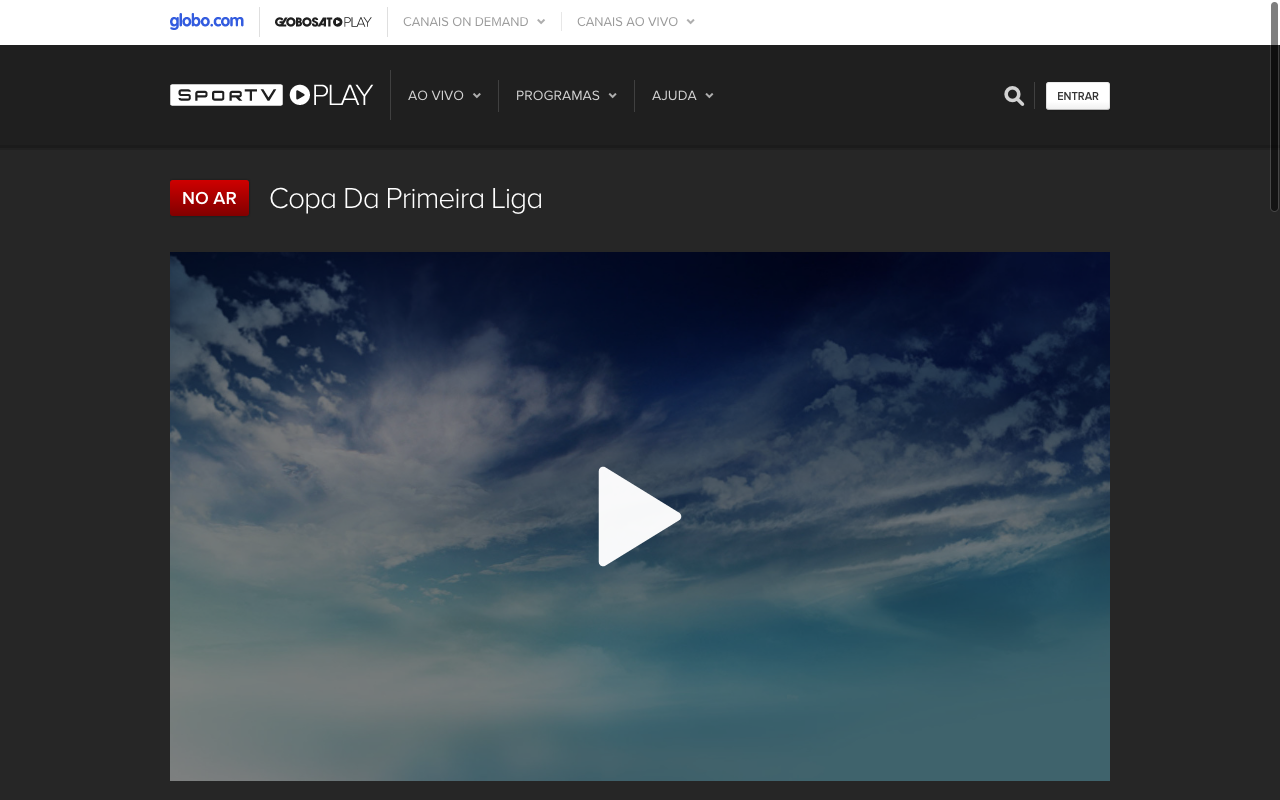 globo.com GLOBOSAT PLAY CANAIS ON DEMAND CANAIS AO VIVO
SPORTV PLAY AO VIVO PROGRAMAS AJUDA ENTRAR
NO AR Copa Da Primeira Liga